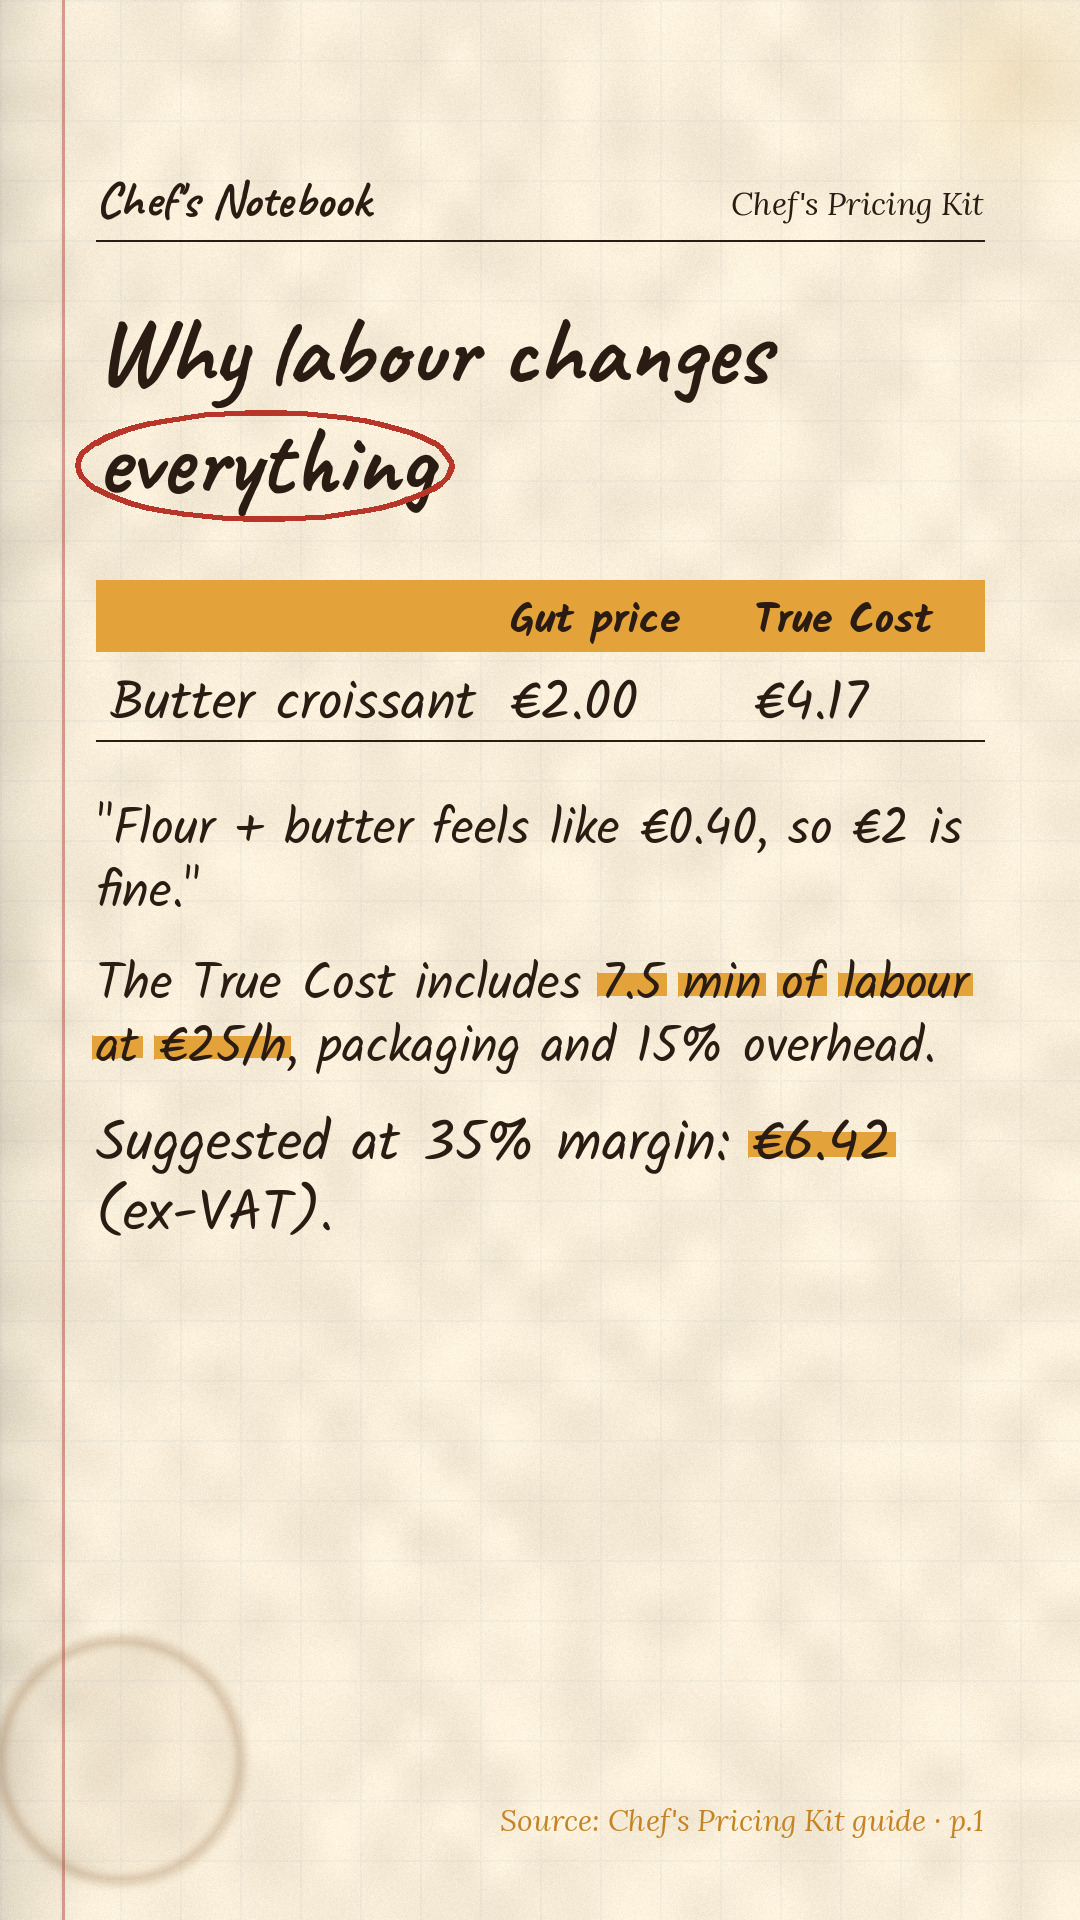 Chef's Notebook
Chef's Pricing Kit
Why labour changes
everything
Gut price True Cost
Butter croissant €2.00 €4.17
"Flour + butter feels like €0.40, so €2 is
fine."
The True Cost includes 7.5 min of labour
at €25/h, packaging and 15% overhead.
Suggested at 35% margin: €6.42
(ex-VAT).
Source: Chef's Pricing Kit guide · p.1